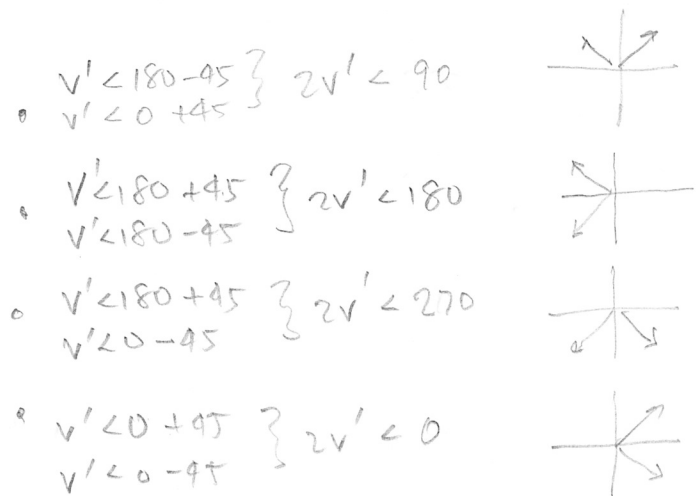 v' < 180 - 45 } 2v' < 90
v' < 0 + 45
v' < 180 + 45 } 2v' < 180
v' < 180 - 45
v' < 180 + 45 } 2v' < 270
v' < 0 - 45
v' < 0 + 45 } 2v' < 0
v' < 0 - 45